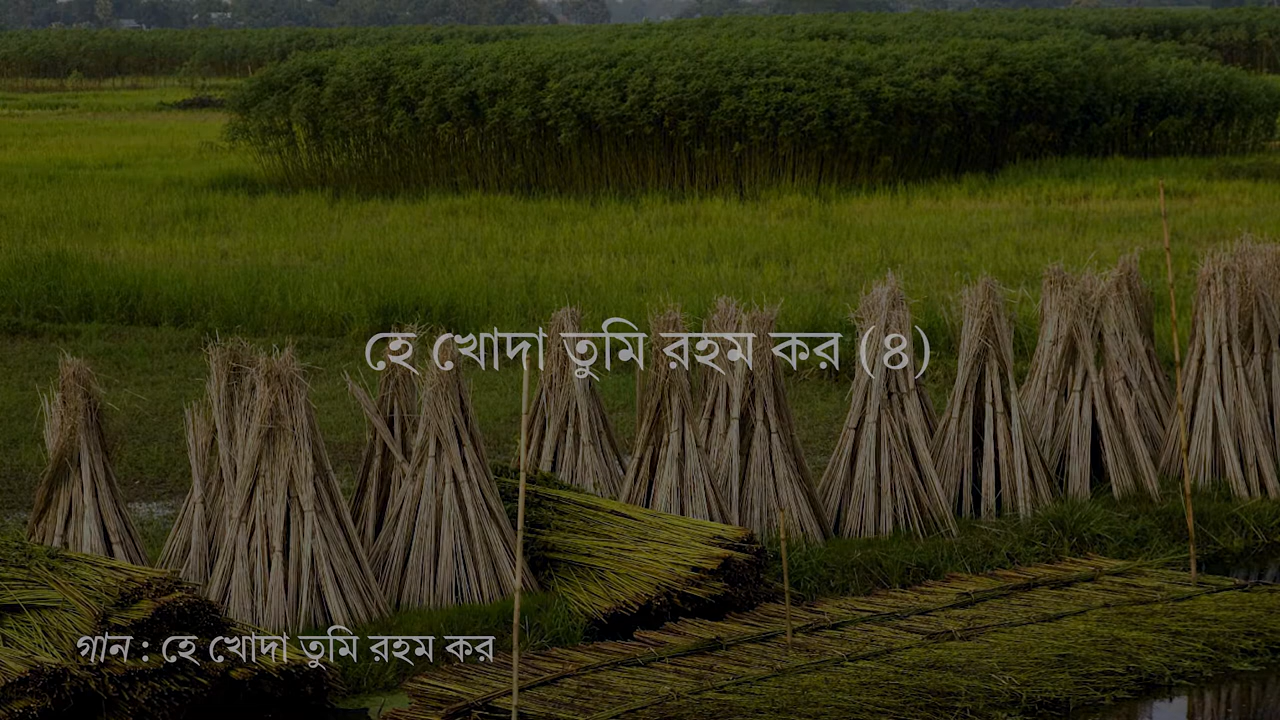 হে খোদা তুমি রহম কর (৪)
গান : হে খোদা তুমি রহম কর